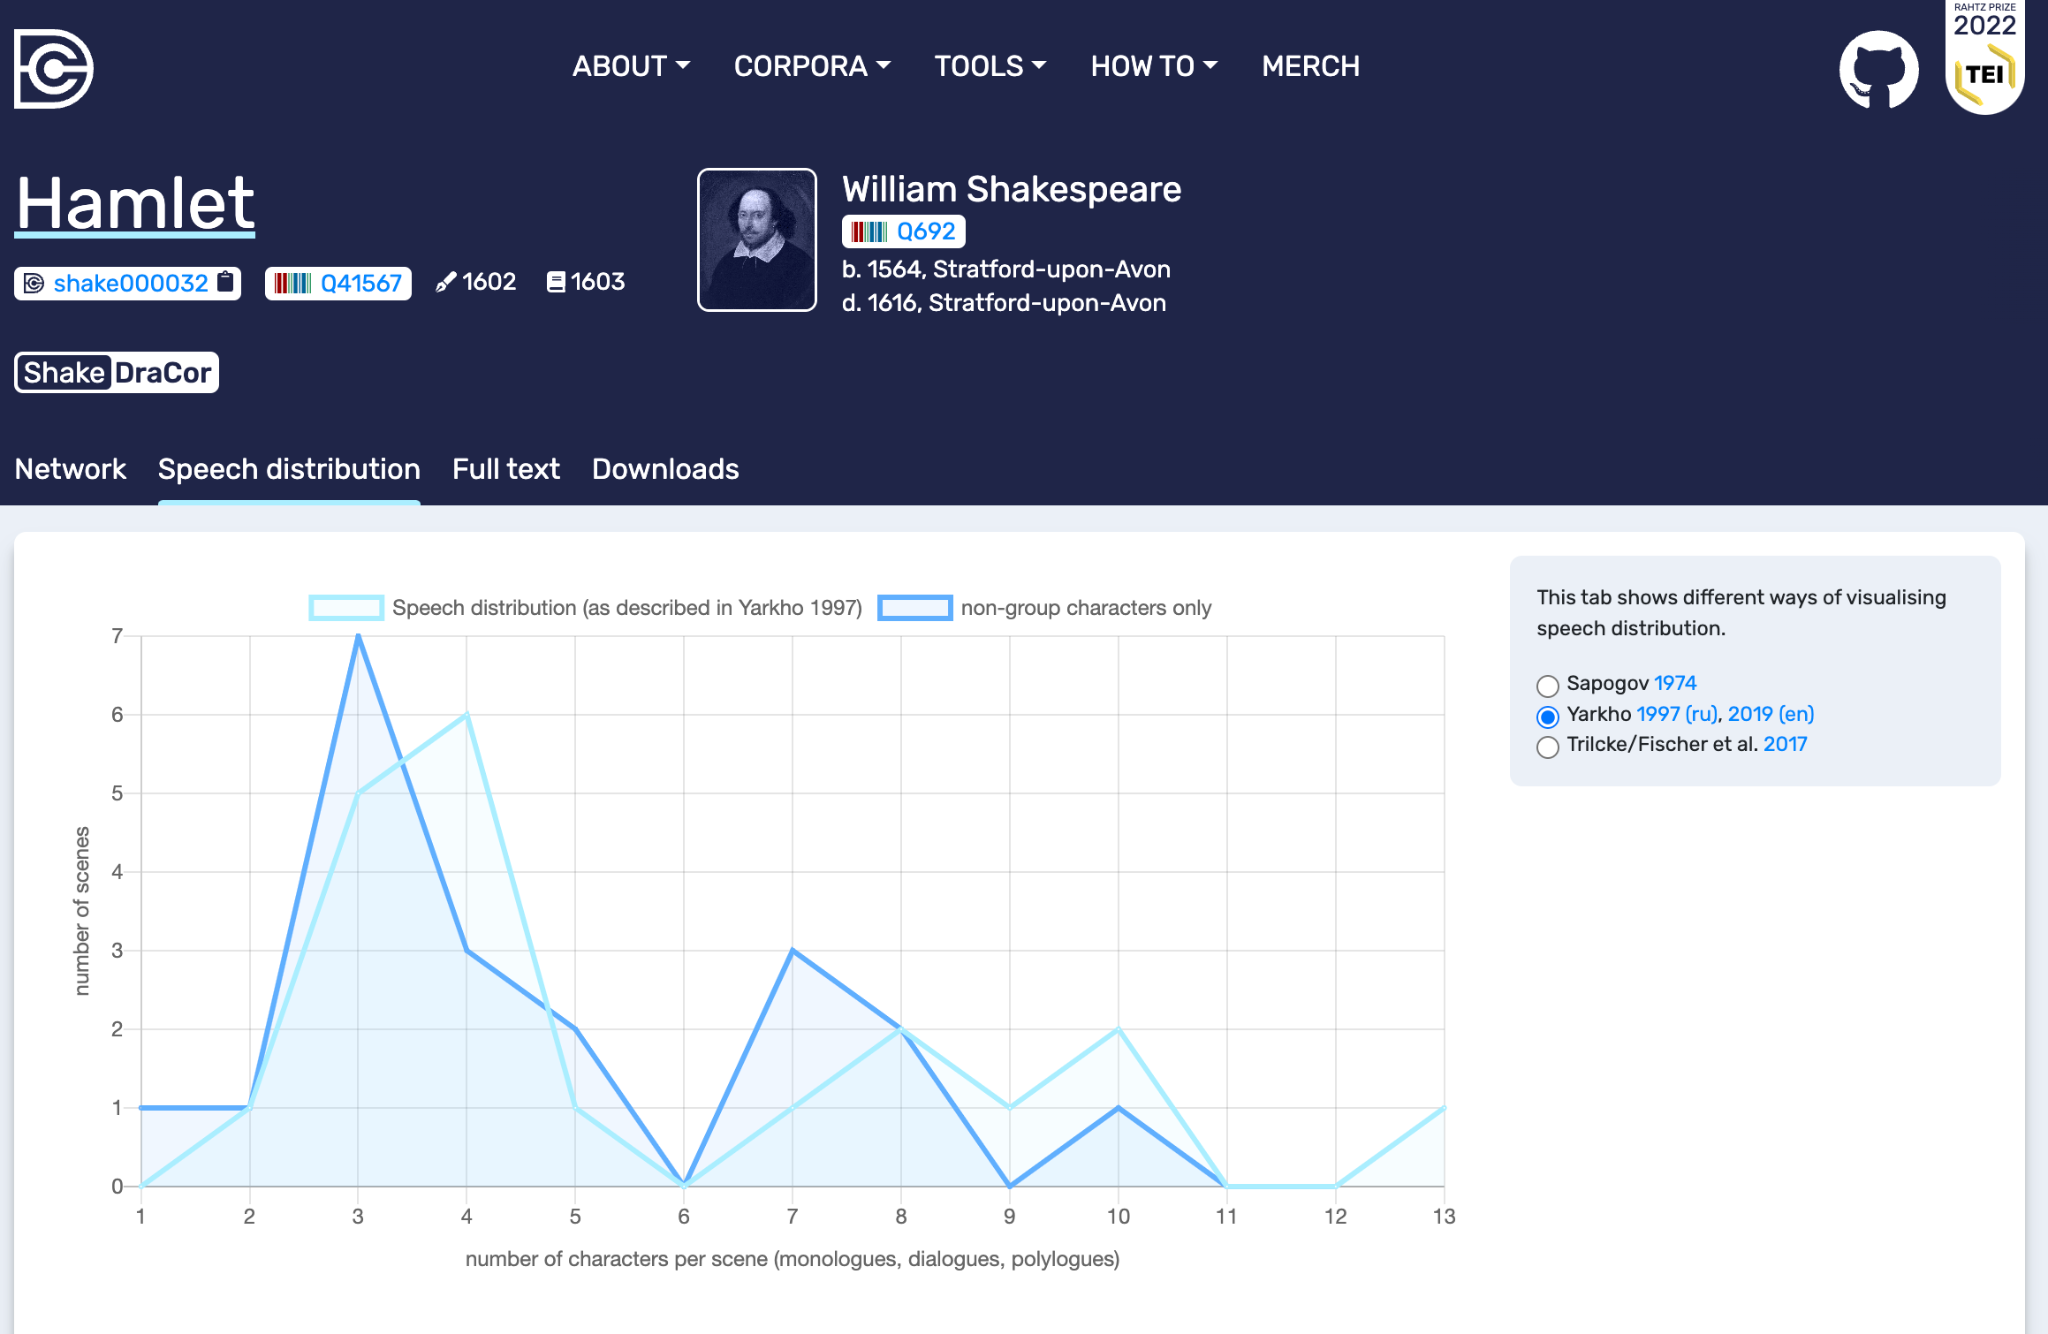 RAHTZ PRIZE
2022
TEI
ABOUT CORPORA TOOLS HOW TO MERCH
Hamlet
shake000032 Q41567 1602 1603
William Shakespeare
Q692
b. 1564, Stratford-upon-Avon
d. 1616, Stratford-upon-Avon
Shake DraCor
Network Speech distribution Full text Downloads
Speech distribution (as described in Yarkho 1997) non-group characters only
7
6
5
4
3
2
1
0
number of scenes
1 2 3 4 5 6 7 8 9 10 11 12 13
number of characters per scene (monologues, dialogues, polylogues)
This tab shows different ways of visualising
speech distribution.
Sapogov 1974
Yarkho 1997 (ru), 2019 (en)
Trilcke/Fischer et al. 2017